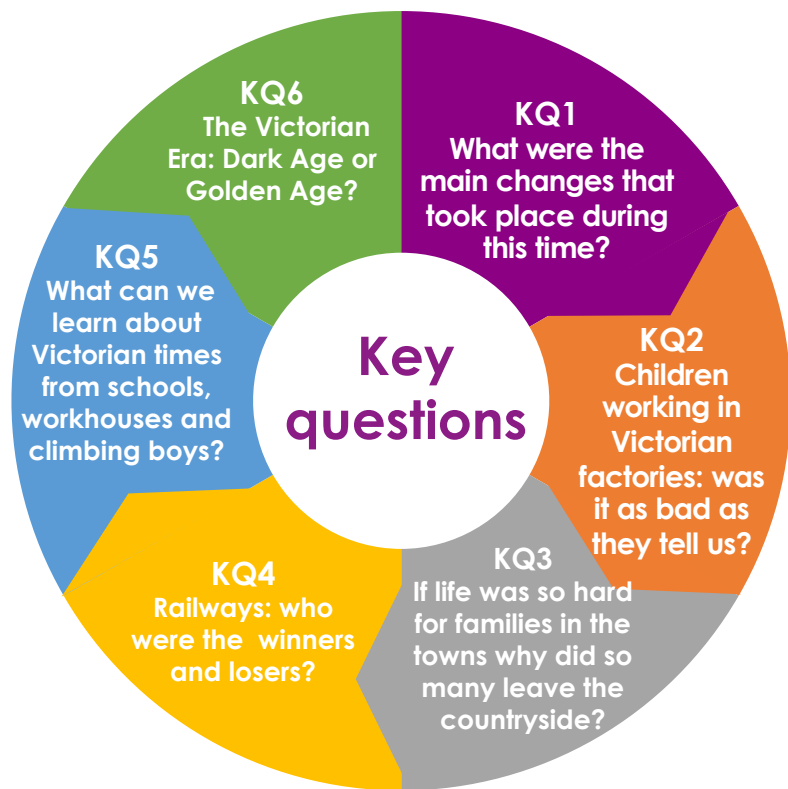 Key
questions
KQ1
What were the
main changes that
took place during
this time?
KQ2
Children
working in
Victorian
factories: was
it as bad as
they tell us?
KQ3
If life was so hard
for families in the
towns why did so
many leave the
countryside?
KQ4
Railways: who
were the winners
and losers?
KQ5
What can we
learn about
Victorian times
from schools,
workhouses and
climbing boys?
KQ6
The Victorian
Era: Dark Age or
Golden Age?